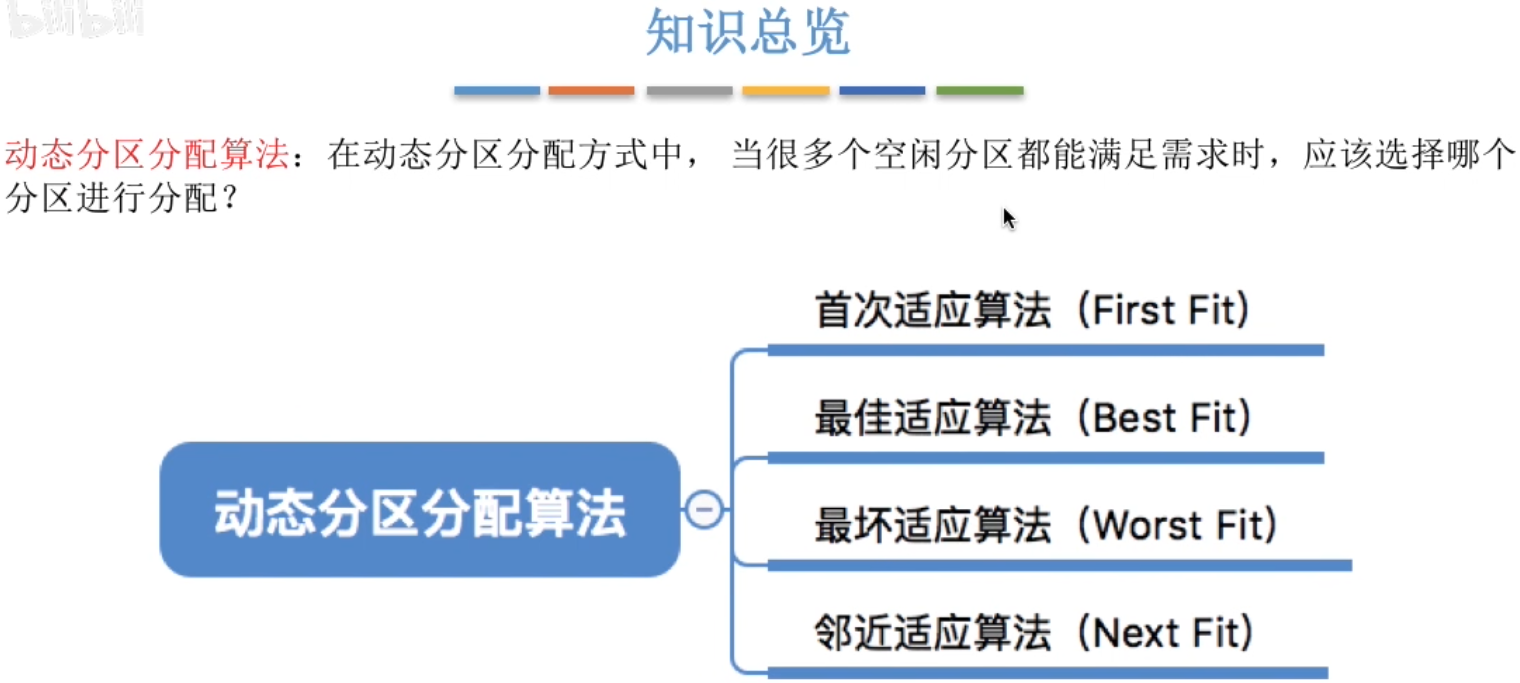 bilibili
知识总览
动态分区分配算法：在动态分区分配方式中， 当很多个空闲分区都能满足需求时，应该选择哪个
分区进行分配？
首次适应算法（First Fit）
最佳适应算法（Best Fit）
动态分区分配算法
最坏适应算法（Worst Fit）
邻近适应算法（Next Fit）